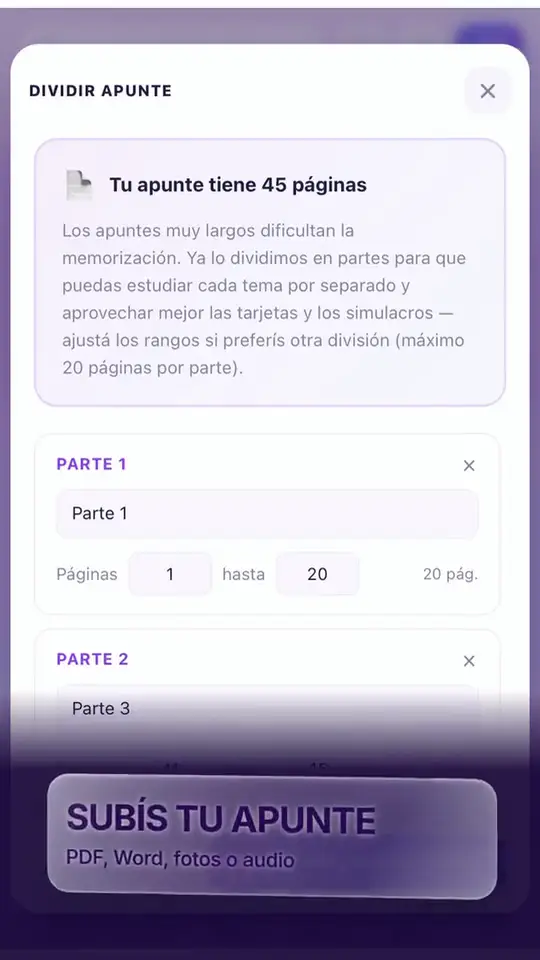 DIVIDIR APUNTE
Tu apunte tiene 45 páginas
Los apuntes muy largos dificultan la
memorización. Ya lo dividimos en partes para que
puedas estudiar cada tema por separado y
aprovechar mejor las tarjetas y los simulacros —
ajustá los rangos si preferís otra división (máximo
20 páginas por parte).
PARTE 1
Parte 1
Páginas 1 hasta 20 20 pág.
PARTE 2
Parte 3
SUBÍS TU APUNTE
PDF, Word, fotos o audio